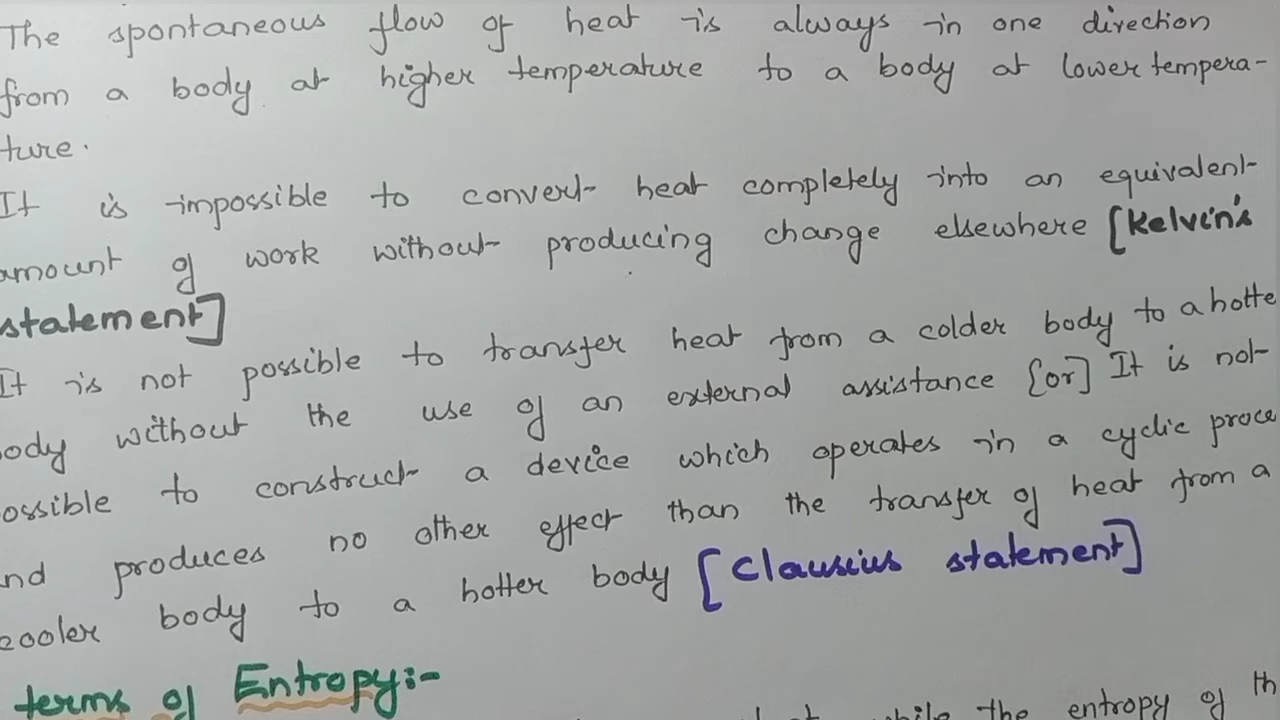 The spontaneous flow of heat is always in one direction
from a body at higher temperature to a body at lower tempera-
ture.
It is impossible to convert heat completely into an equivalent
amount of work without producing change elsewhere [Kelvin's
statement]
It is not possible to transfer heat from a colder body to a hotte
ody without the use of an external assistance [or] It is not
ossible to construct a device which operates in a cyclic proce
nd produces no other effect than the transfer of heat from a
cooler body to a hotter body [Clausius statement]
terms of Entropy:-
while the entropy of th